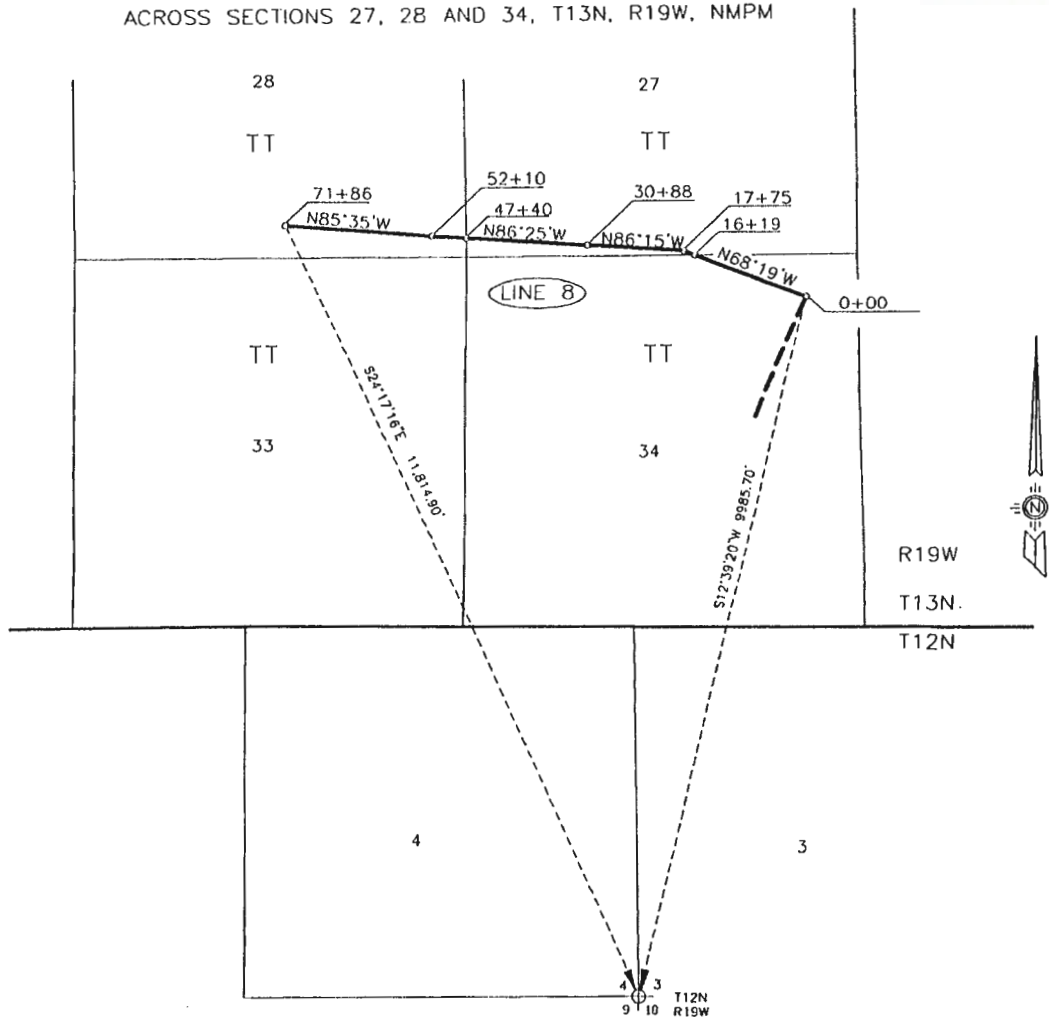 ACROSS SECTIONS 27, 28 AND 34, T13N, R19W, NMPM
28
27
TT
TT
71+86
52+10
47+40
30+88
17+75
16+19
N85°35'W
N86°25'W
N86°15'W
N68°19'W
0+00
LINE 8
TT
TT
33
34
S24°17'16"E 11,814.90'
S12°39'20"W 9985.70'
N
R19W
T13N.
T12N
4
3
4 3
9 10
T12N
R19W